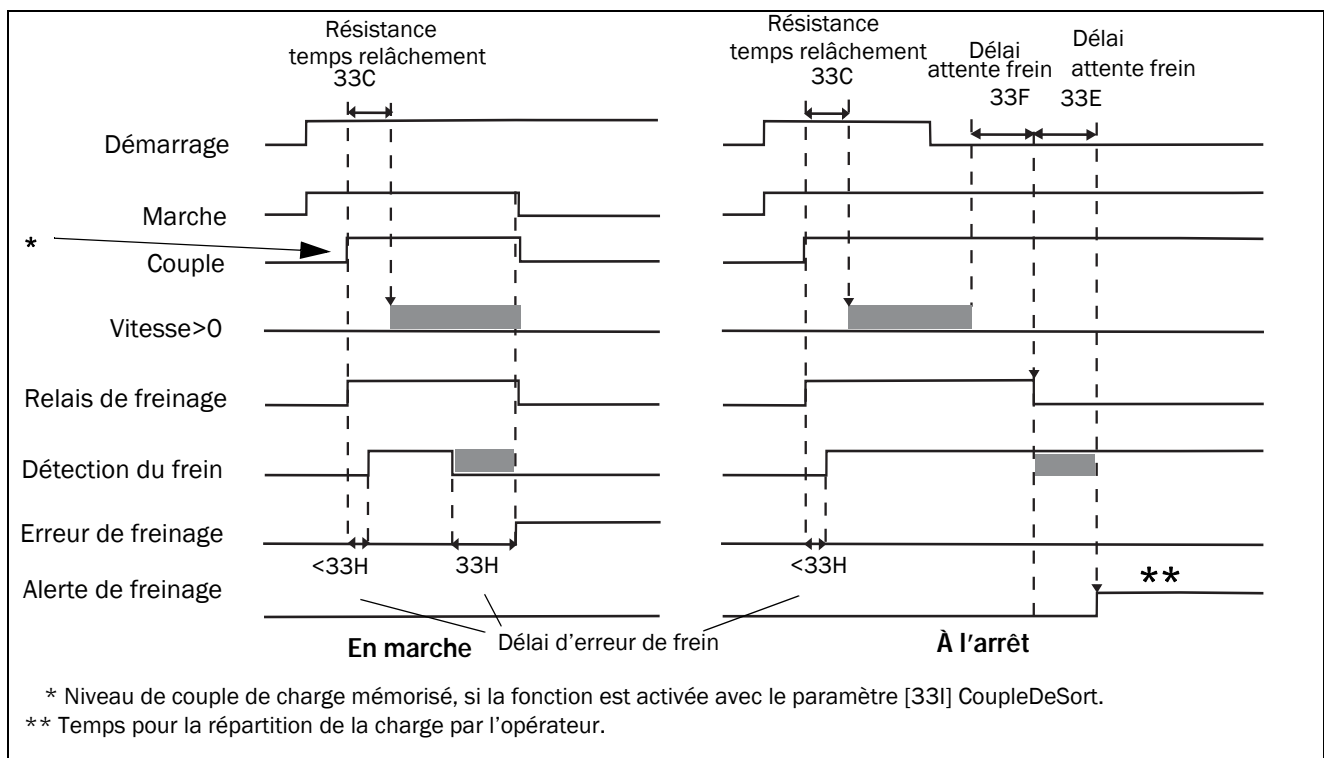 Résistance
temps relâchement
33C
Résistance
temps relâchement
33C
Délai
attente frein
33F
Délai
attente frein
33E
Démarrage
Marche
*
Couple
Vitesse>0
Relais de freinage
Détection du frein
Erreur de freinage
<33H
33H
<33H
Alerte de freinage
**
En marche
Délai d’erreur de frein
À l’arrêt
* Niveau de couple de charge mémorisé, si la fonction est activée avec le paramètre [33I] CoupleDeSort.
** Temps pour la répartition de la charge par l’opérateur.